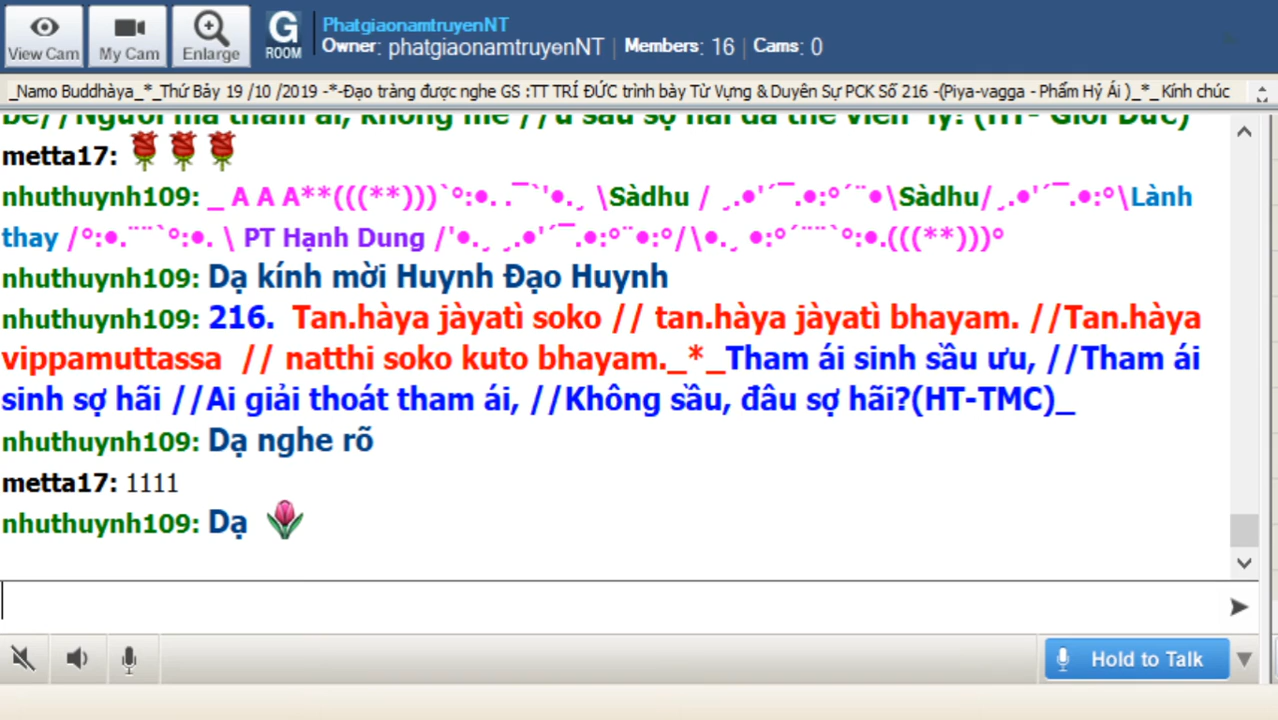 PhatgiaonamtruyenNT
View Cam My Cam Enlarge G ROOM Owner: phatgiaonamtruyenNT | Members: 16 | Cams: 0
_Namo Buddhàya_*_Thứ Bảy 19 /10 /2019 -*-Đạo tràng được nghe GS :TT TRÍ ĐỨC trình bày Từ Vựng & Duyên Sự PCK Số 216 -(Piya-vagga - Phẩm Hỷ Ái )_*_Kính chúc
metta17:
nhuthuynh109: _ A A A**(((**)))`°:•. .¯`'•.¸ \Sàdhu / ¸.•'´¯.•:°´¨•\Sàdhu/¸.•'´¯.•:°\Lành
thay /°:•.¨¨`°:•. \ PT Hạnh Dung /'•.¸ ¸.•'´¯.•:°¨•:°/\•.¸ •:°´¨¨`°:•.(((**)))°
nhuthuynh109: Dạ kính mời Huynh Đạo Huynh
nhuthuynh109: 216. Tan.hàya jàyatì soko // tan.hàya jàyatì bhayam. //Tan.hàya
vippamuttassa // natthi soko kuto bhayam._*_Tham ái sinh sầu ưu, //Tham ái
sinh sợ hãi //Ai giải thoát tham ái, //Không sầu, đâu sợ hãi?(HT-TMC)_
nhuthuynh109: Dạ nghe rõ
metta17: 1111
nhuthuynh109: Dạ
Hold to Talk